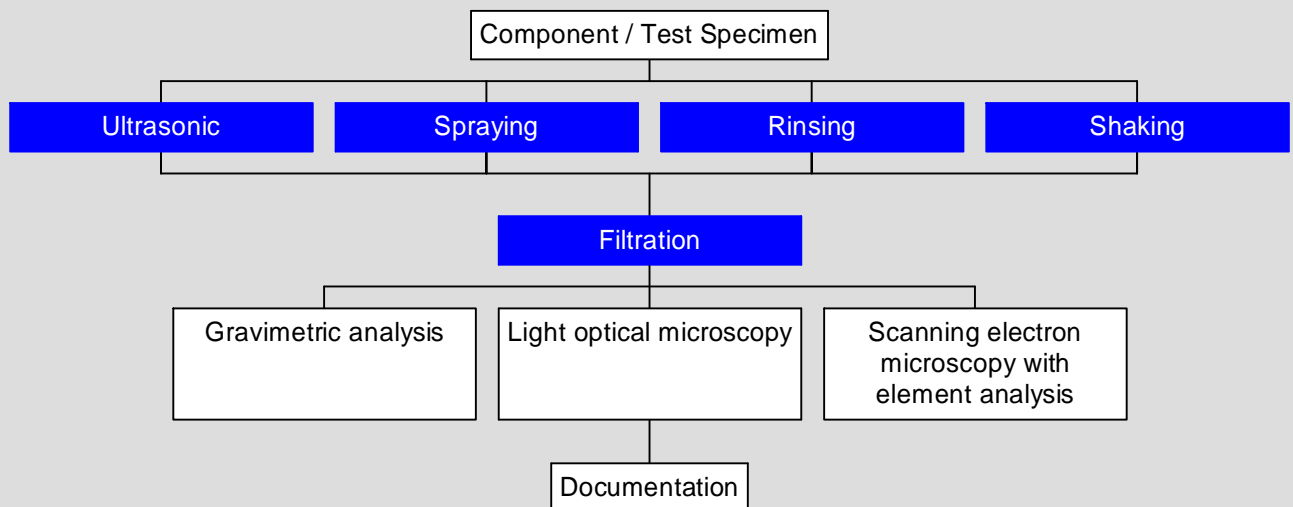 Component / Test Specimen
Ultrasonic
Spraying
Rinsing
Shaking
Filtration
Gravimetric analysis
Light optical microscopy
Scanning electron
microscopy with
element analysis
Documentation